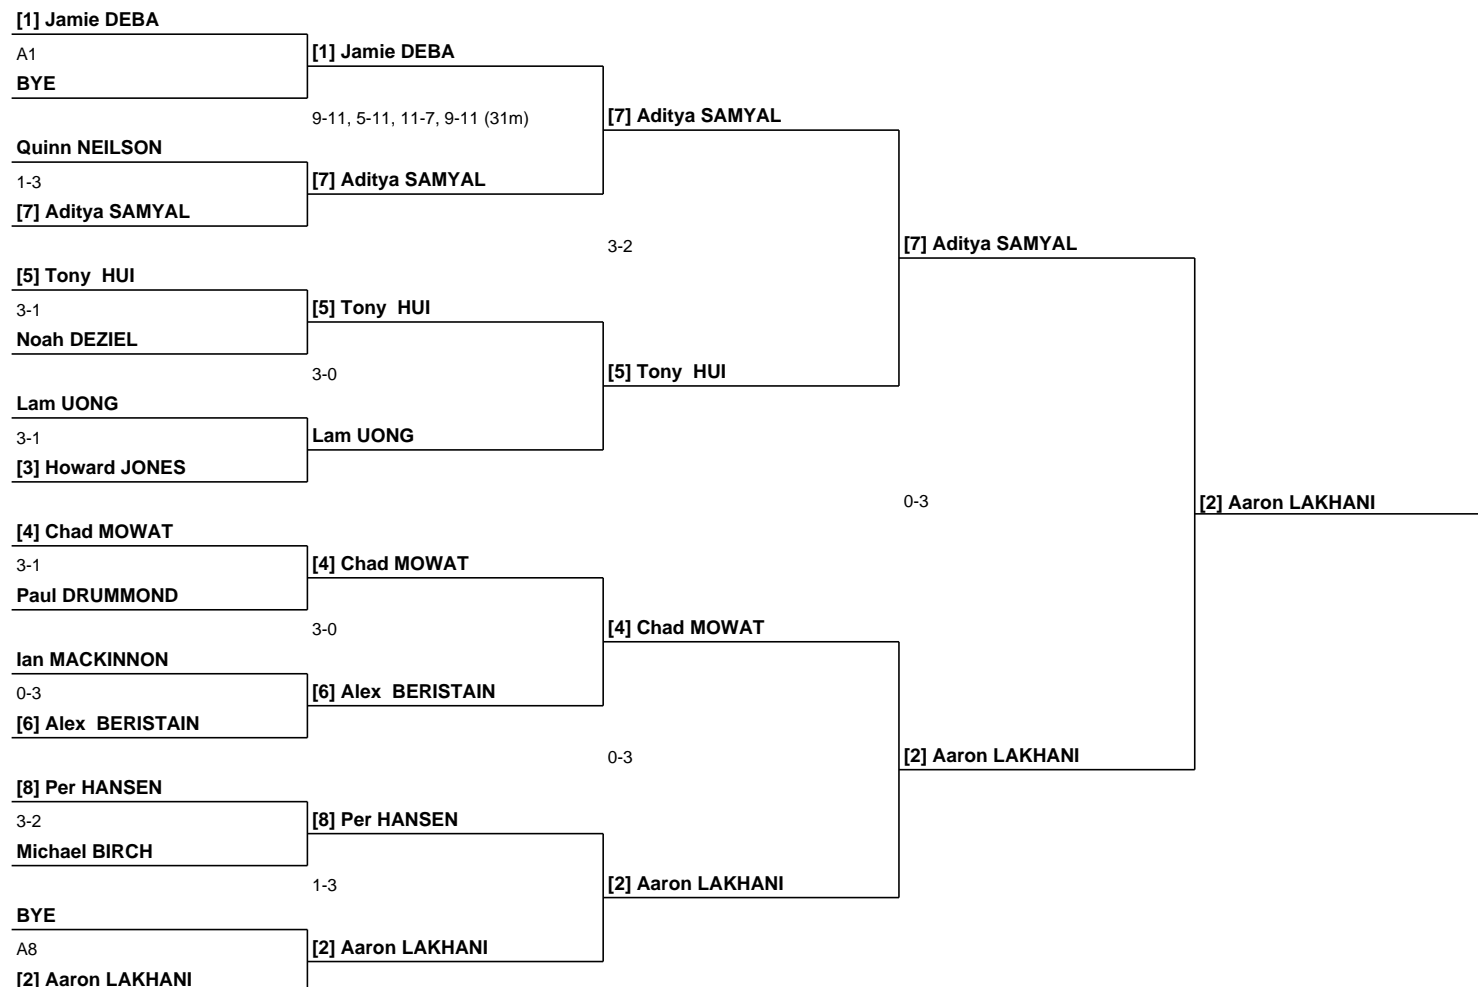 [1] Jamie DEBA
A1
BYE
Quinn NEILSON
1-3
[7] Aditya SAMYAL
[5] Tony  HUI
3-1
Noah DEZIEL
Lam UONG
3-1
[3] Howard JONES
[4] Chad MOWAT
3-1
Paul DRUMMOND
Ian MACKINNON
0-3
[6] Alex  BERISTAIN
[8] Per HANSEN
3-2
Michael BIRCH
BYE
A8
[2] Aaron LAKHANI
[1] Jamie DEBA
9-11, 5-11, 11-7, 9-11 (31m)
[7] Aditya SAMYAL
[5] Tony  HUI
3-0
Lam UONG
[4] Chad MOWAT
3-0
[6] Alex  BERISTAIN
[8] Per HANSEN
1-3
[2] Aaron LAKHANI
[7] Aditya SAMYAL
3-2
[5] Tony  HUI
[4] Chad MOWAT
0-3
[2] Aaron LAKHANI
[7] Aditya SAMYAL
0-3
[2] Aaron LAKHANI
[2] Aaron LAKHANI